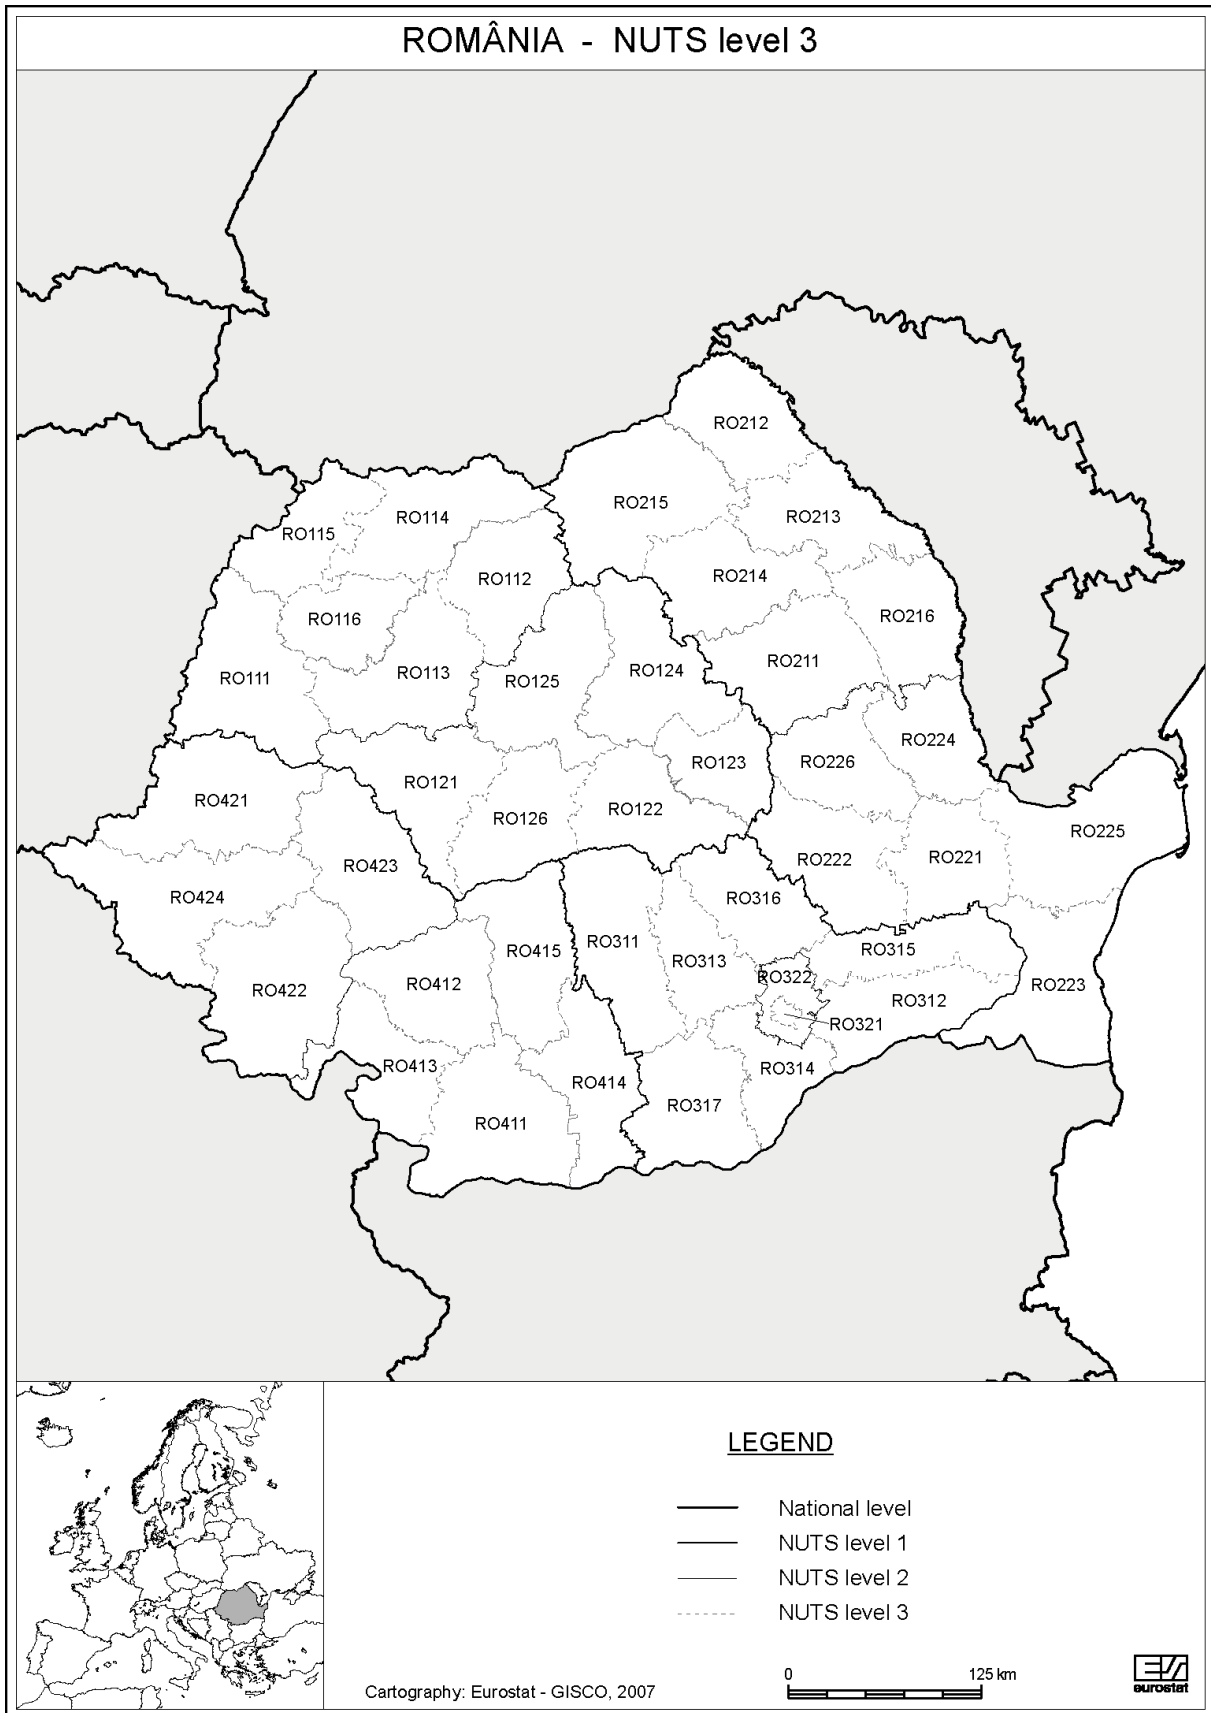 ROMÂNIA - NUTS level 3
RO212
RO215
RO213
RO114
RO115
RO214
RO112
RO116
RO216
RO211
RO124
RO113
RO125
RO111
RO224
RO226
RO123
RO121
RO421
RO122
RO126
RO225
RO221
RO222
RO423
RO424
RO316
RO311
RO315
RO415
RO313
RO322
RO412
RO223
RO422
RO312
RO321
RO413
RO314
RO414
RO317
RO411
LEGEND
National level
NUTS level 1
NUTS level 2
NUTS level 3
0 125 km
Cartography: Eurostat - GISCO, 2007
eurostat